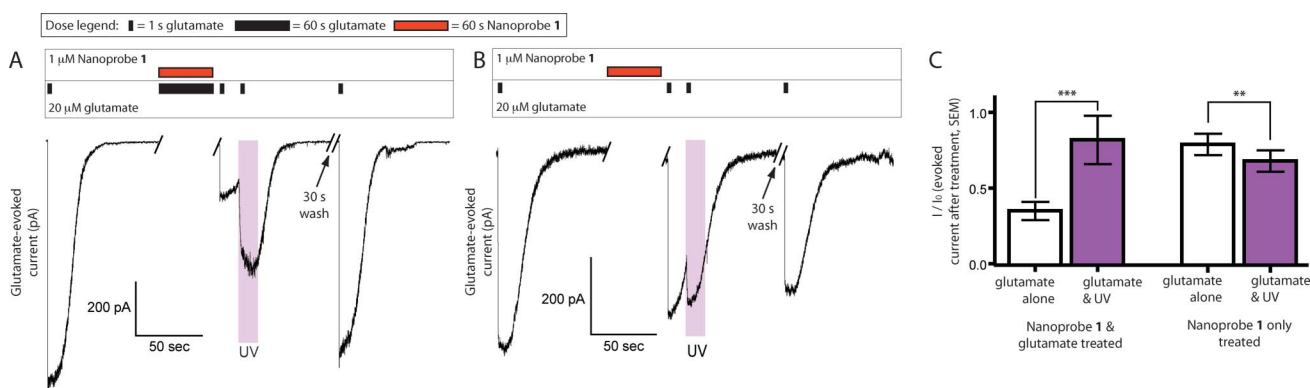 Dose legend: = 1 s glutamate = 60 s glutamate = 60 s Nanoprobe 1
A
1 μM Nanoprobe 1
20 μM glutamate
Glutamate-evoked
current (pA)
200 pA
50 sec
UV
30 s
wash
B
1 μM Nanoprobe 1
20 μM glutamate
Glutamate-evoked
current (pA)
200 pA
50 sec
UV
30 s
wash
C
I / I₀ (evoked
current after treatment, SEM)
1.0
0.5
0.0
***
**
glutamate
alone
glutamate
& UV
glutamate
alone
glutamate
& UV
Nanoprobe 1 &
glutamate treated
Nanoprobe 1 only
treated